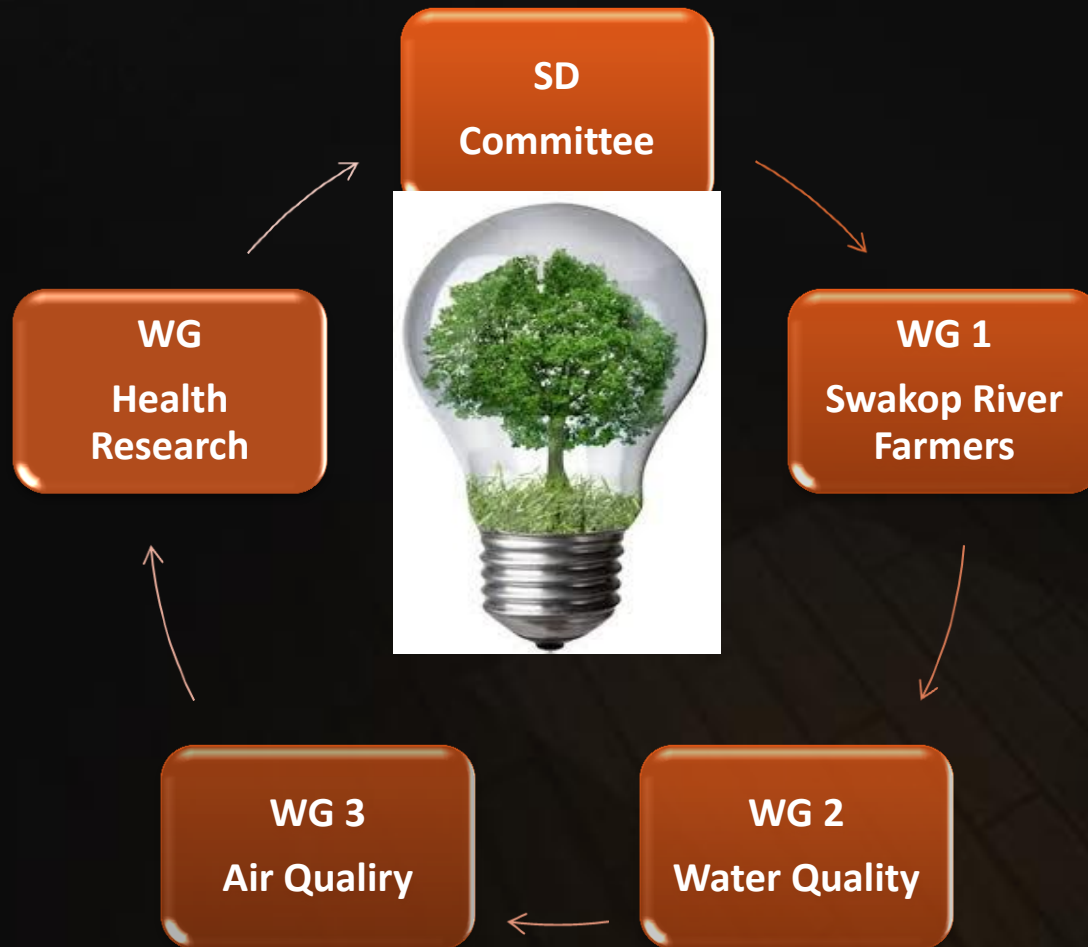 SD
Committee
WG 1
Swakop River
Farmers
WG 2
Water Quality
WG 3
Air Qualiry
WG
Health
Research